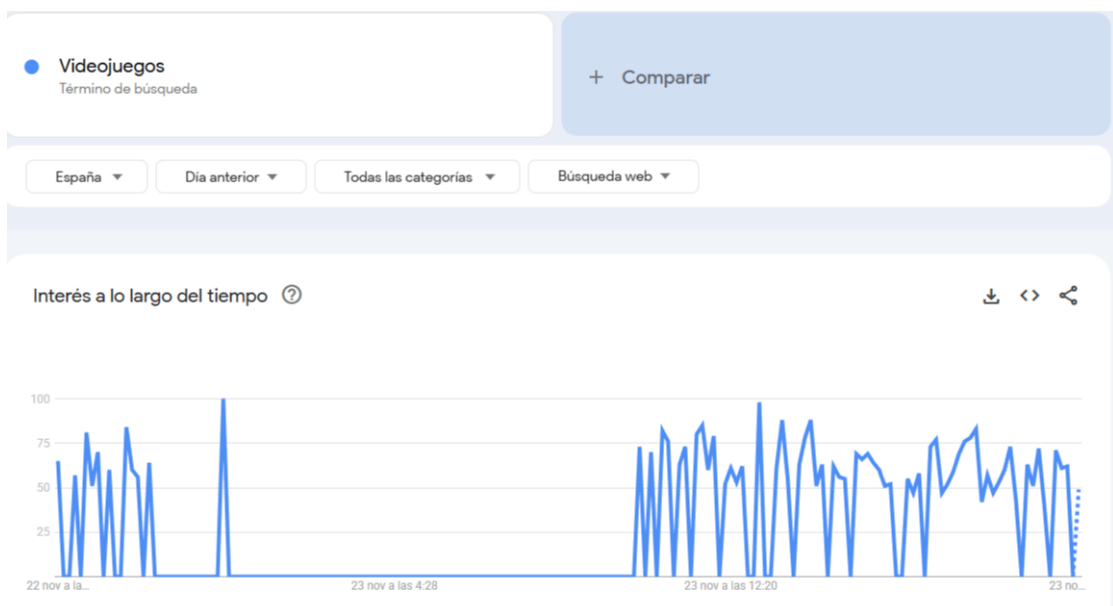 Videojuegos
Término de búsqueda
+ Comparar
España
Día anterior
Todas las categorías
Búsqueda web
Interés a lo largo del tiempo
100
75
50
25
22 nov a la…
23 nov a las 4:28
23 nov a las 12:20
23 no…